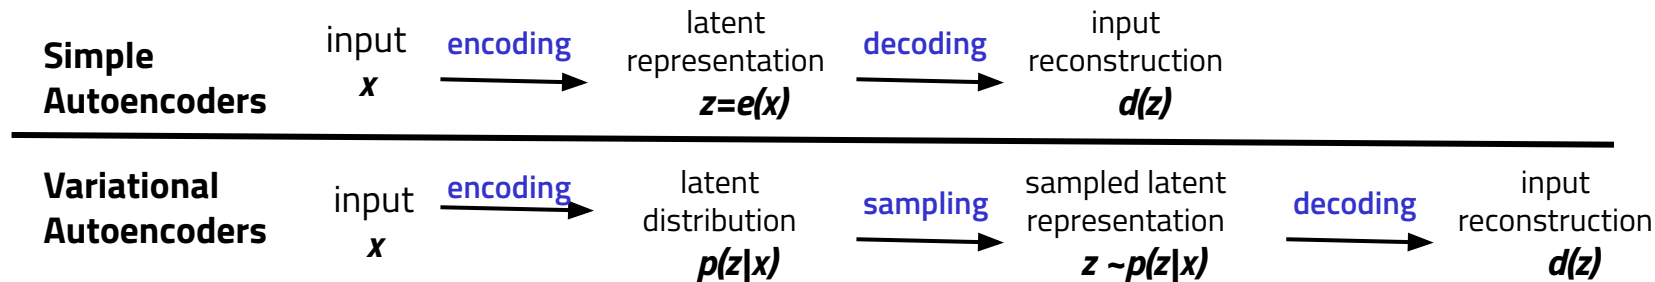 Simple
Autoencoders
input
x
encoding
latent
representation
z=e(x)
decoding
input
reconstruction
d(z)
Variational
Autoencoders
input
x
encoding
latent
distribution
p(z|x)
sampling
sampled latent
representation
z ~p(z|x)
decoding
input
reconstruction
d(z)